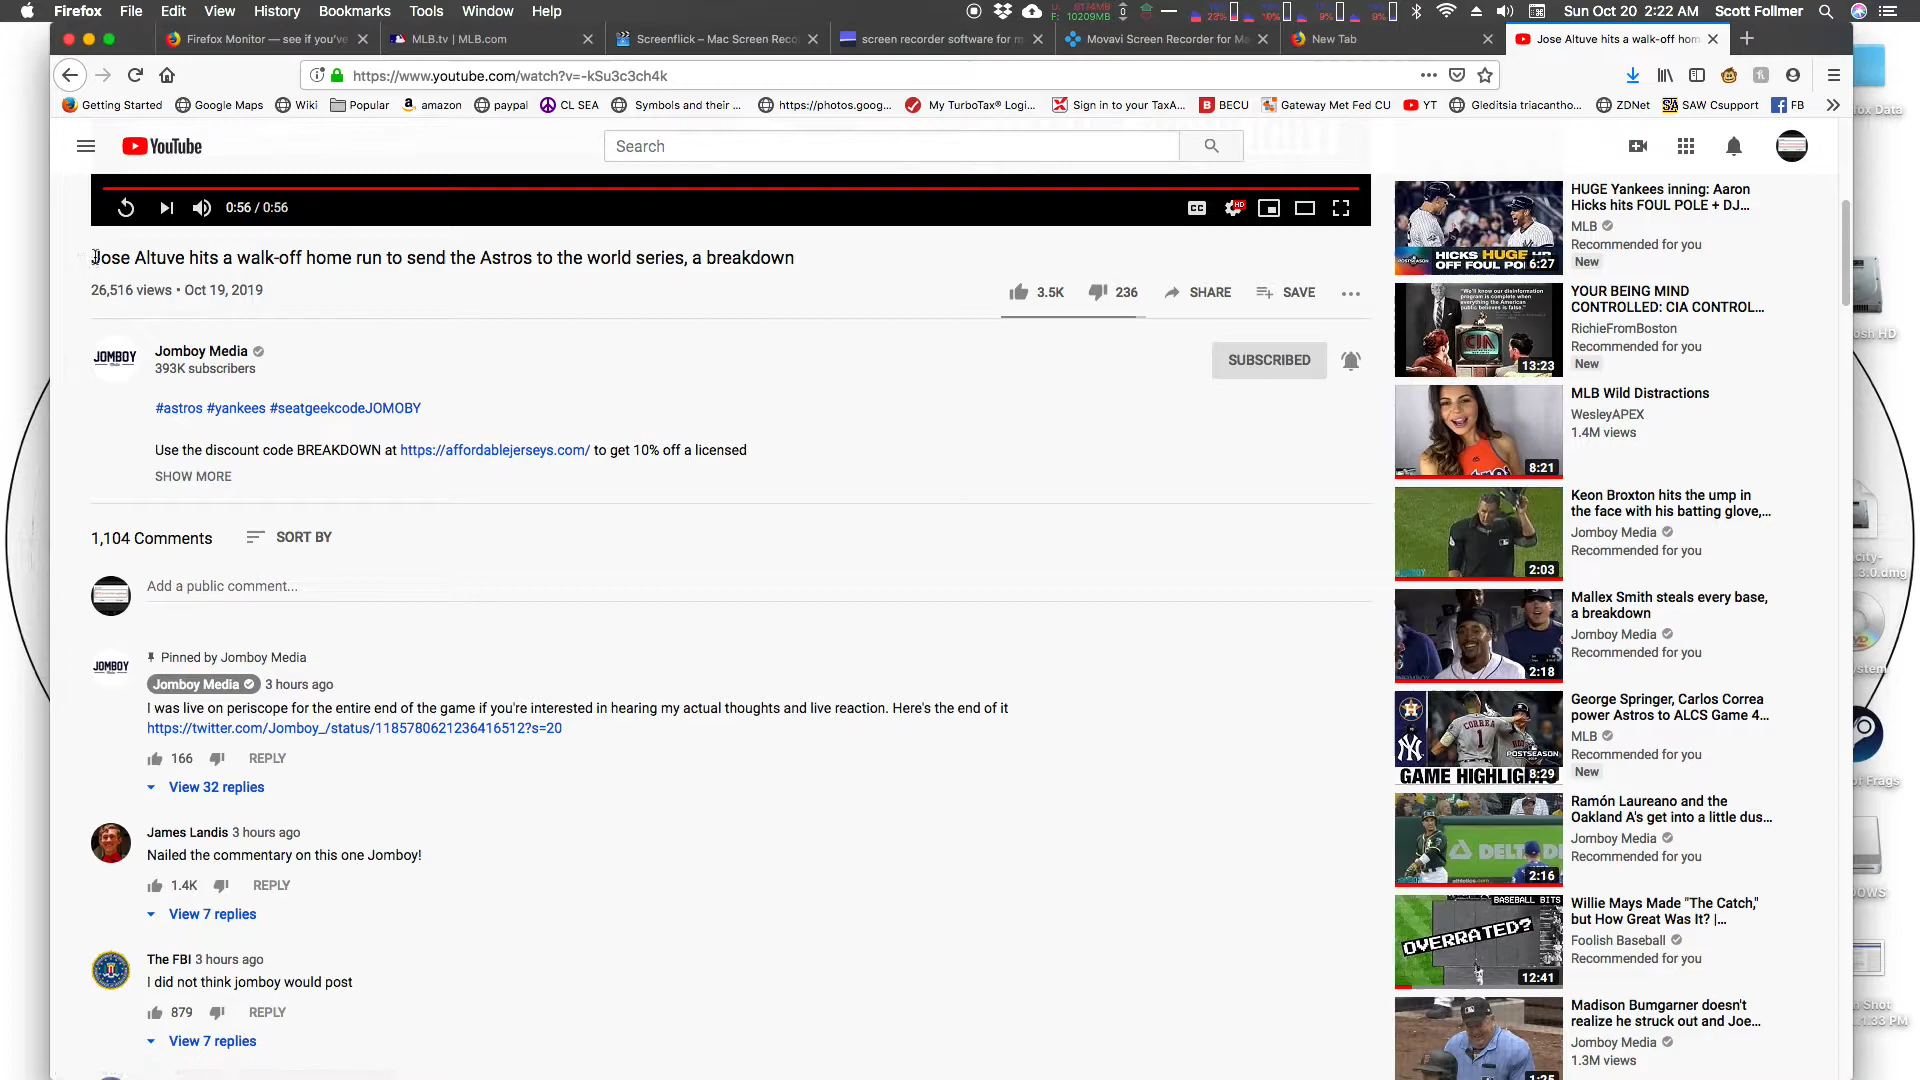 Firefox File Edit View History Bookmarks Tools Window Help
Sun Oct 20 2:22 AM Scott Follmer
Firefox Monitor — see if you've
MLB.tv | MLB.com
Screenflick – Mac Screen Reco
screen recorder software for m
Movavi Screen Recorder for Ma
New Tab
Jose Altuve hits a walk-off hom
https://www.youtube.com/watch?v=-kSu3c3ch4k
Getting Started Google Maps Wiki Popular amazon paypal CL SEA Symbols and their ... https://photos.goog... My TurboTax® Logi... Sign in to your TaxA... BECU Gateway Met Fed CU YT Gleditsia triacantho... ZDNet SAW Csupport FB
YouTube
Search
0:56 / 0:56
Jose Altuve hits a walk-off home run to send the Astros to the world series, a breakdown
26,516 views • Oct 19, 2019
3.5K 236 SHARE SAVE
JOMBOY
Jomboy Media
393K subscribers
SUBSCRIBED
#astros #yankees #seatgeekcodeJOMOBY
Use the discount code BREAKDOWN at https://affordablejerseys.com/ to get 10% off a licensed
SHOW MORE
1,104 Comments SORT BY
Add a public comment...
JOMBOY
Pinned by Jomboy Media
Jomboy Media 3 hours ago
I was live on periscope for the entire end of the game if you're interested in hearing my actual thoughts and live reaction. Here's the end of it
https://twitter.com/Jomboy_/status/1185780621236416512?s=20
166 REPLY
View 32 replies
James Landis 3 hours ago
Nailed the commentary on this one Jomboy!
1.4K REPLY
View 7 replies
The FBI 3 hours ago
I did not think jomboy would post
879 REPLY
View 7 replies
HICKS HUGE HR
OFF FOUL PO
6:27
HUGE Yankees inning: Aaron
Hicks hits FOUL POLE + DJ...
MLB
Recommended for you
New
CIA
13:23
YOUR BEING MIND
CONTROLLED: CIA CONTROL...
RichieFromBoston
Recommended for you
New
8:21
MLB Wild Distractions
WesleyAPEX
1.4M views
2:03
Keon Broxton hits the ump in
the face with his batting glove,...
Jomboy Media
Recommended for you
2:18
Mallex Smith steals every base,
a breakdown
Jomboy Media
Recommended for you
CORREA
1
POSTSEASON
GAME HIGHLIGH
8:29
George Springer, Carlos Correa
power Astros to ALCS Game 4...
MLB
Recommended for you
New
DELTA DE
2:16
Ramón Laureano and the
Oakland A's get into a little dus...
Jomboy Media
Recommended for you
BASEBALL BITS
OVERRATED?
12:41
Willie Mays Made "The Catch,"
but How Great Was It? |...
Foolish Baseball
Recommended for you
1:25
Madison Bumgarner doesn't
realize he struck out and Joe...
Jomboy Media
1.3M views